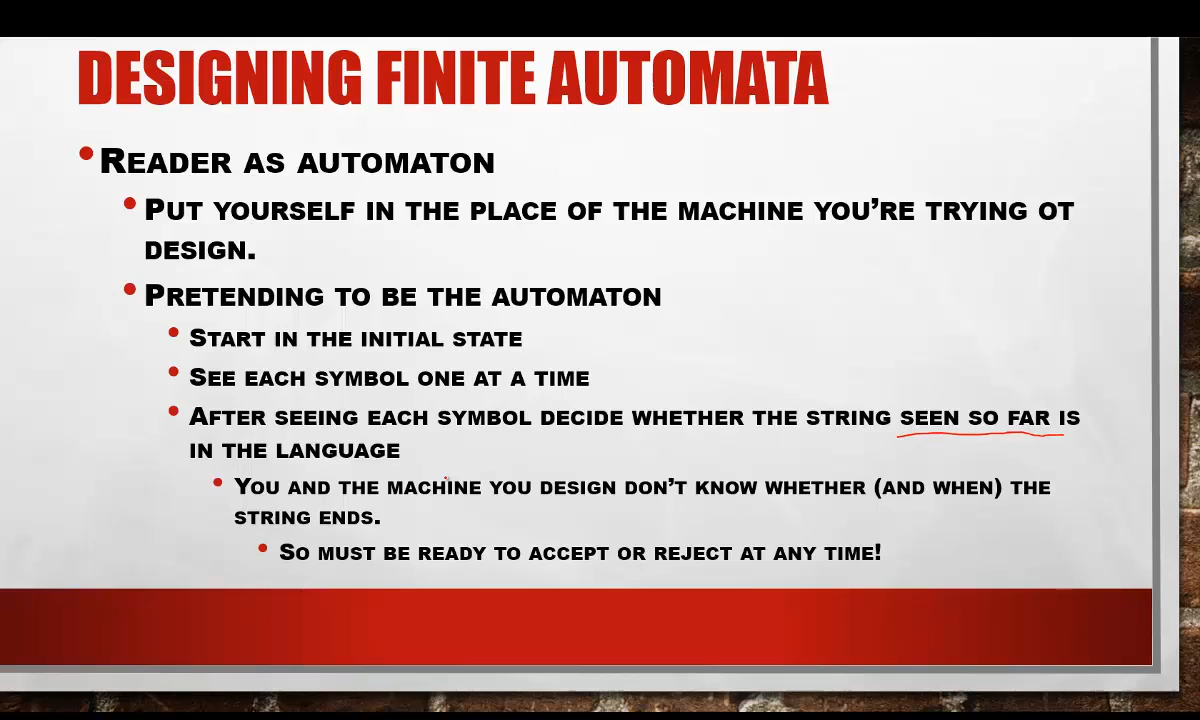 DESIGNING FINITE AUTOMATA
• READER AS AUTOMATON
• PUT YOURSELF IN THE PLACE OF THE MACHINE YOU'RE TRYING OT
DESIGN.
• PRETENDING TO BE THE AUTOMATON
• START IN THE INITIAL STATE
• SEE EACH SYMBOL ONE AT A TIME
• AFTER SEEING EACH SYMBOL DECIDE WHETHER THE STRING SEEN SO FAR IS
IN THE LANGUAGE
• YOU AND THE MACHINE YOU DESIGN DON'T KNOW WHETHER (AND WHEN) THE
STRING ENDS.
• SO MUST BE READY TO ACCEPT OR REJECT AT ANY TIME!